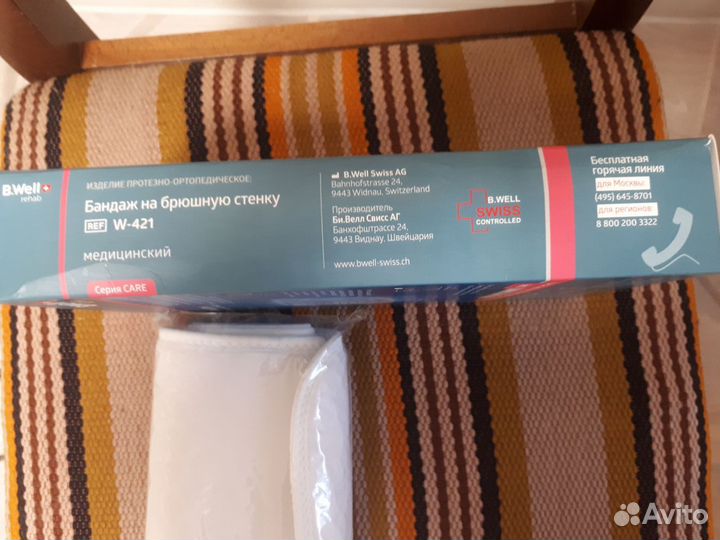 B.Well
rehab
ИЗДЕЛИЕ ПРОТЕЗНО-ОРТОПЕДИЧЕСКОЕ:
Бандаж на брюшную стенку
REF W-421
медицинский
Серия CARE
B.Well Swiss AG
Bahnhofstrasse 24,
9443 Widnau, Switzerland
Производитель
Би.Велл Свисс АГ
Банхофштрассе 24,
9443 Виднау, Швейцария
www.bwell-swiss.ch
B.WELL
SWISS
CONTROLLED
Бесплатная
горячая линия
для Москвы:
(495) 645-8701
для регионов:
8 800 200 3322
Avito